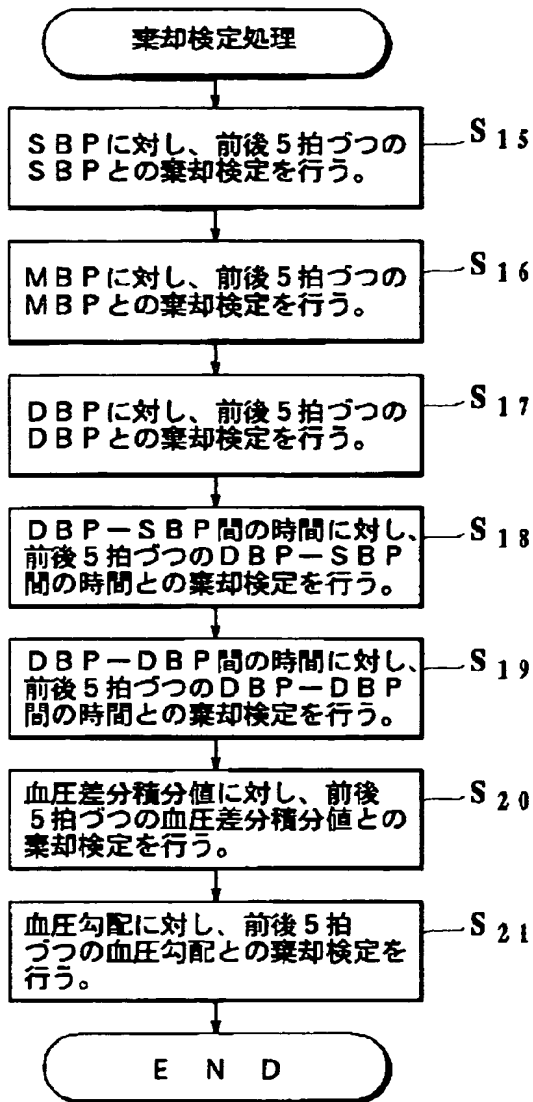 棄却検定処理
SBPに対し、前後5拍づつの
SBPとの棄却検定を行う。
S15
MBPに対し、前後5拍づつの
MBPとの棄却検定を行う。
S16
DBPに対し、前後5拍づつの
DBPとの棄却検定を行う。
S17
DBP－SBP間の時間に対し、
前後5拍づつのDBP－SBP
間の時間との棄却検定を行う。
S18
DBP－DBP間の時間に対し、
前後5拍づつのDBP－DBP
間の時間との棄却検定を行う。
S19
血圧差分積分値に対し、前後
5拍づつの血圧差分積分値との
棄却検定を行う。
S20
血圧勾配に対し、前後5拍
づつの血圧勾配との棄却検定を
行う。
S21
END